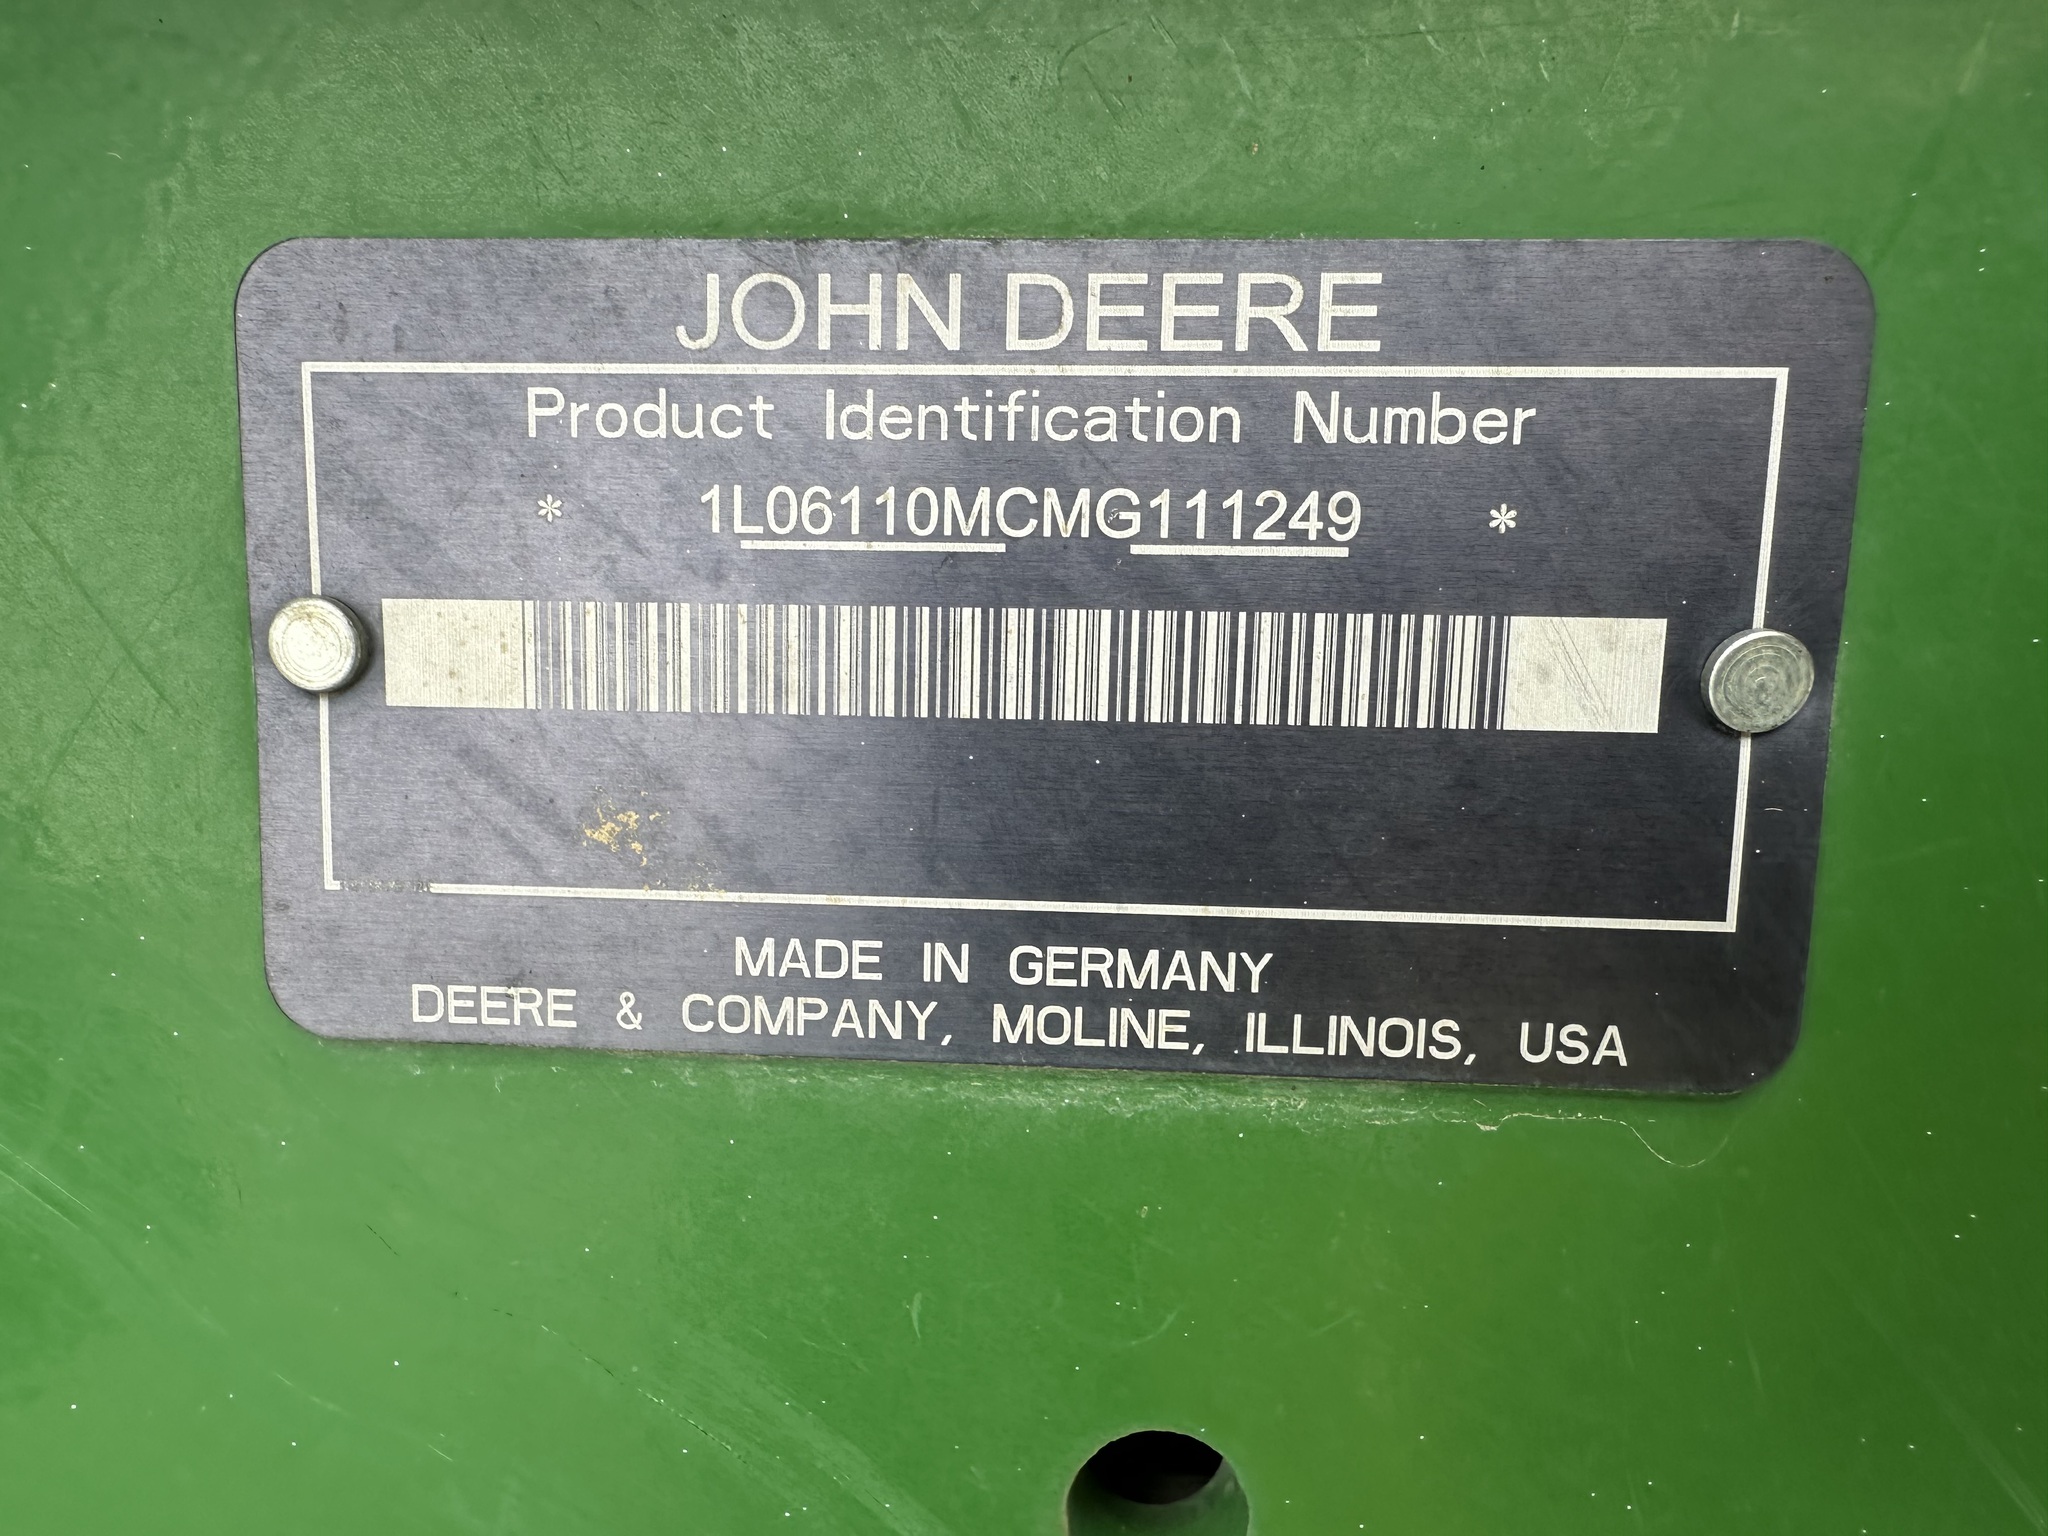 JOHN DEERE
Product Identification Number
* 1L06110MCMG111249 *
MADE IN GERMANY
DEERE & COMPANY, MOLINE, ILLINOIS, USA